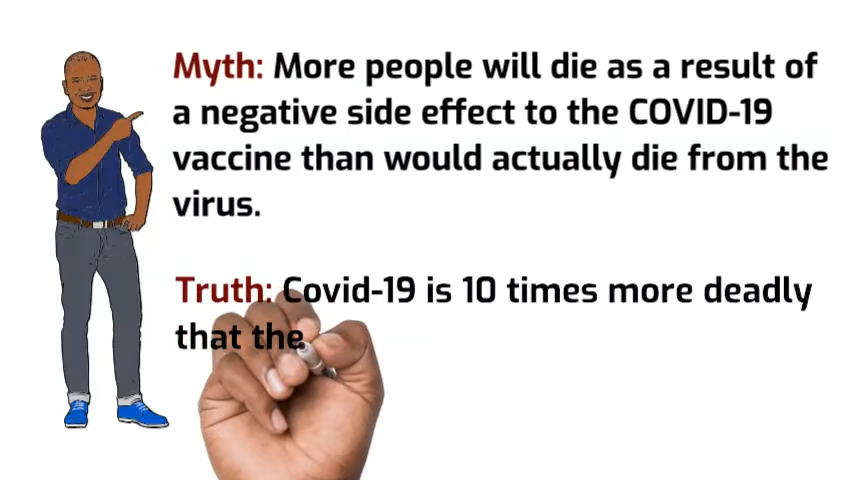 Myth: More people will die as a result of
a negative side effect to the COVID-19
vaccine than would actually die from the
virus.
Truth: Covid-19 is 10 times more deadly
that the